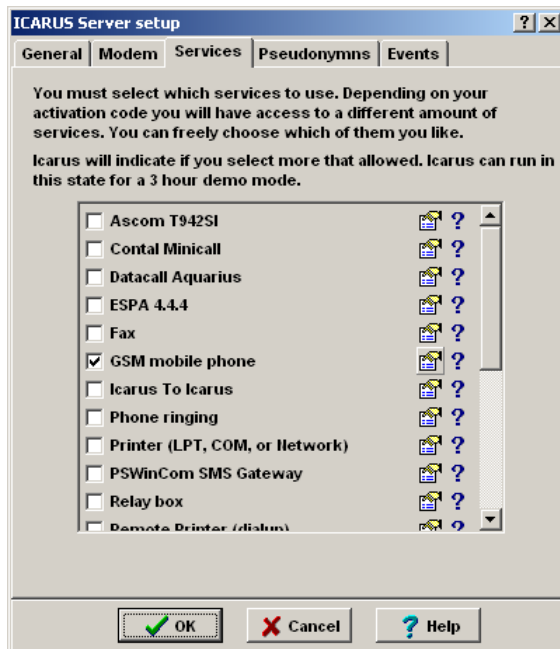 ICARUS Server setup
General Modem Services Pseudonymns Events
You must select which services to use. Depending on your
activation code you will have access to a different amount of
services. You can freely choose which of them you like.
Icarus will indicate if you select more that allowed. Icarus can run in
this state for a 3 hour demo mode.
Ascom T942SI
Contal Minicall
Datacall Aquarius
ESPA 4.4.4
Fax
GSM mobile phone
Icarus To Icarus
Phone ringing
Printer (LPT, COM, or Network)
PSWinCom SMS Gateway
Relay box
Remote Printer (dialup)
OK Cancel Help